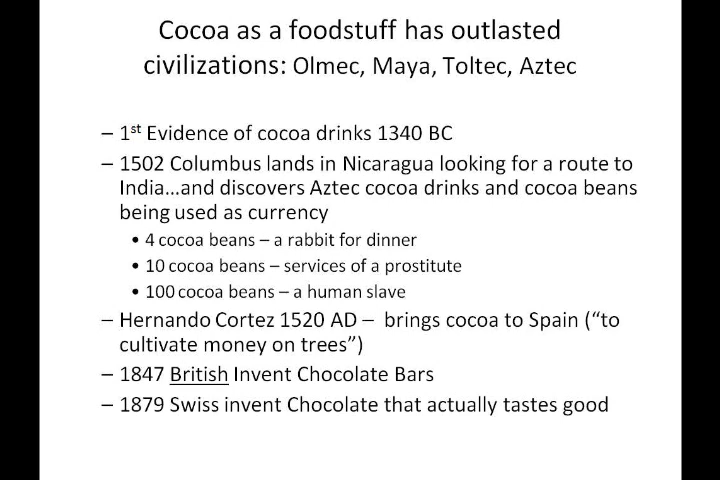 Cocoa as a foodstuff has outlasted
civilizations: Olmec, Maya, Toltec, Aztec
– 1st Evidence of cocoa drinks 1340 BC
– 1502 Columbus lands in Nicaragua looking for a route to
India…and discovers Aztec cocoa drinks and cocoa beans
being used as currency
• 4 cocoa beans – a rabbit for dinner
• 10 cocoa beans – services of a prostitute
• 100 cocoa beans – a human slave
– Hernando Cortez 1520 AD – brings cocoa to Spain (“to
cultivate money on trees”)
– 1847 British Invent Chocolate Bars
– 1879 Swiss invent Chocolate that actually tastes good